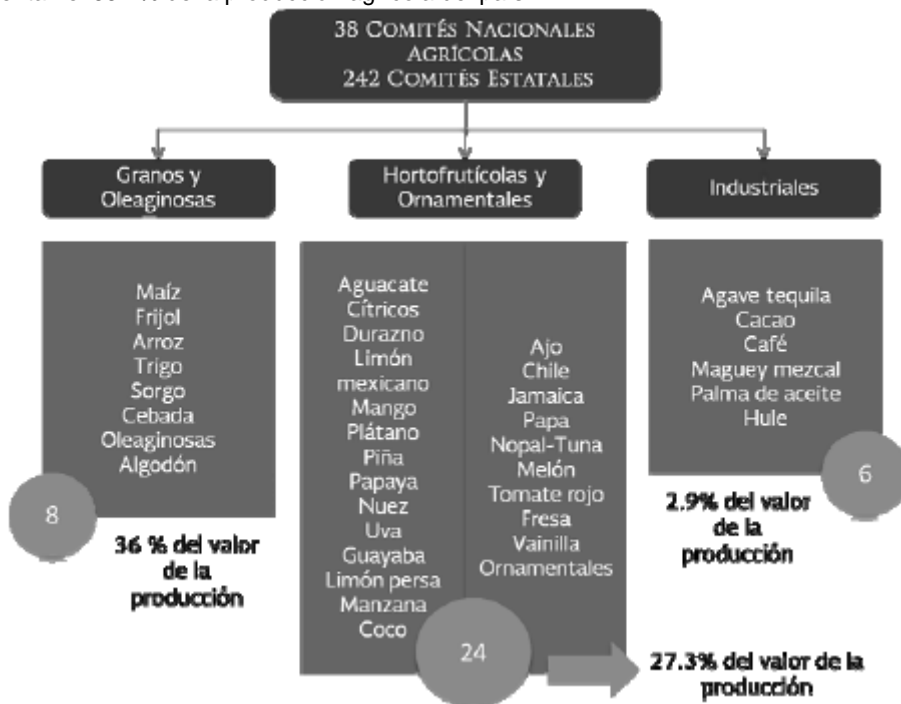 38 COMITÉS NACIONALES
AGRÍCOLAS
242 COMITÉS ESTATALES
Granos y
Oleaginosas
Maíz
Frijol
Arroz
Trigo
Sorgo
Cebada
Oleaginosas
Algodón
8
36 % del valor
de la
producción
Hortofrutícolas y
Ornamentales
Aguacate
Cítricos
Durazno
Limón
mexicano
Mango
Plátano
Piña
Papaya
Nuez
Uva
Guayaba
Limón persa
Manzana
Coco
Ajo
Chile
Jamaica
Papa
Nopal-Tuna
Melón
Tomate rojo
Fresa
Vainilla
Ornamentales
24
27.3% del valor de la
producción
Industriales
Agave tequila
Cacao
Café
Maguey mezcal
Palma de aceite
Hule
6
2.9% del valor
de la
producción